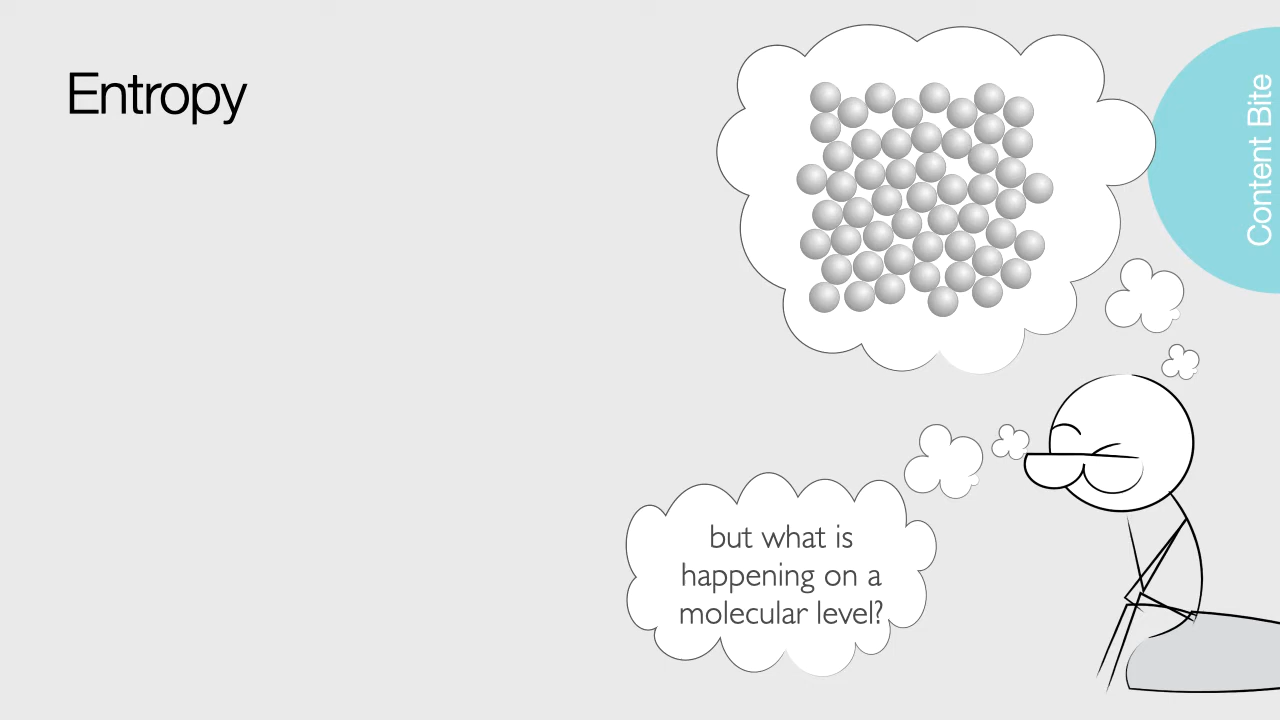 Entropy
Content Bite
but what is
happening on a
molecular level?